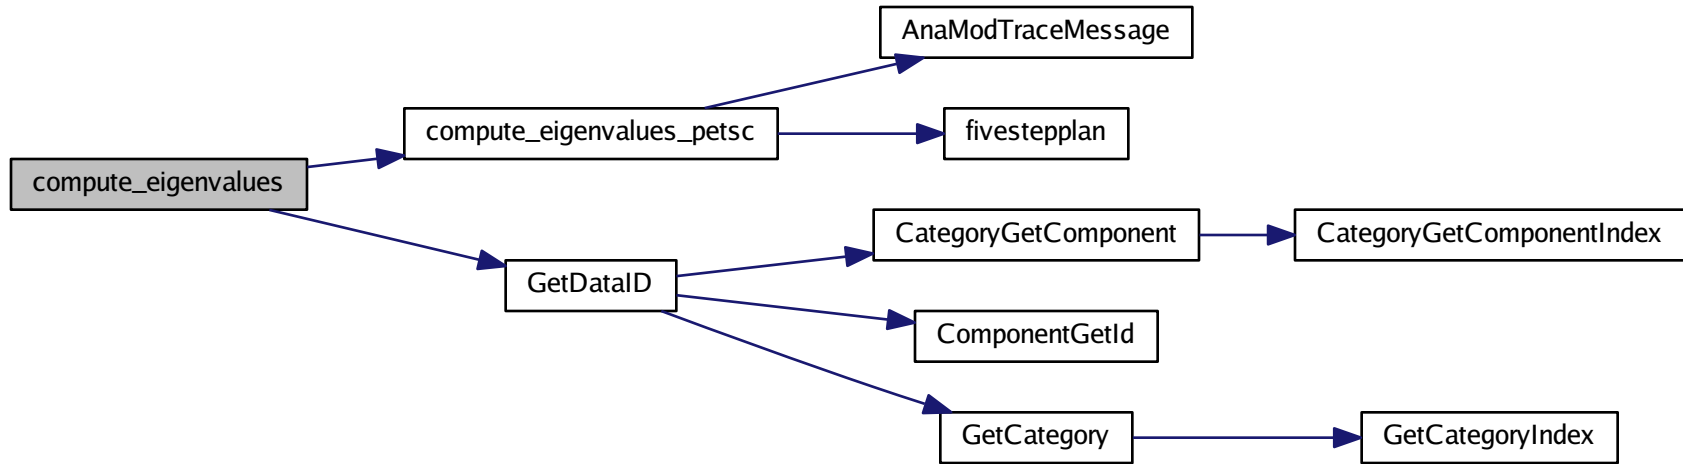 AnaModTraceMessage
compute_eigenvalues_petsc
fivestepplan
compute_eigenvalues
CategoryGetComponent
CategoryGetComponentIndex
GetDataID
ComponentGetId
GetCategory
GetCategoryIndex